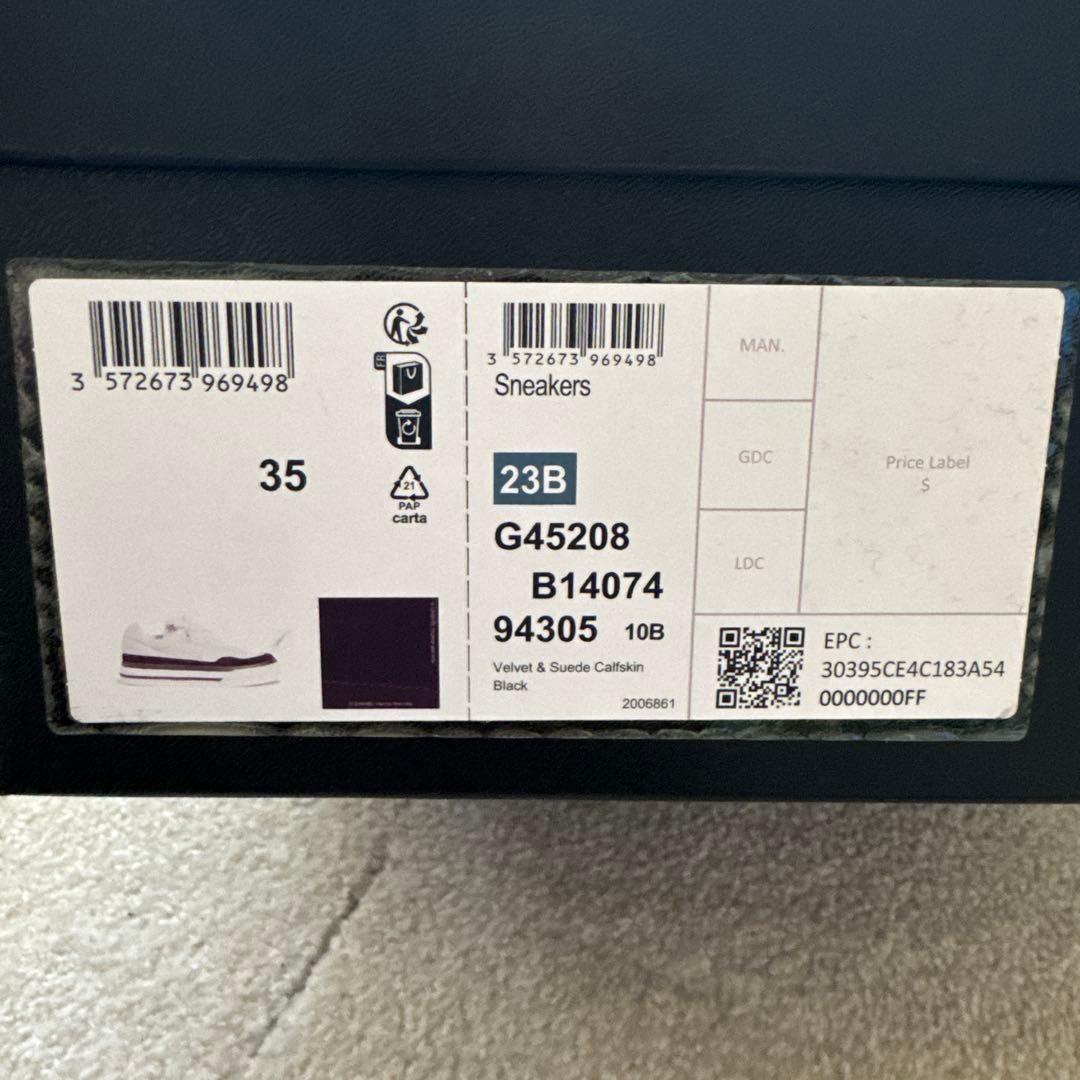 3 572673 969498
35
FR
21
PAP
carta
3 572673 969498
Sneakers
23B
G45208
B14074
94305 10B
Velvet & Suede Calfskin
Black
2006861
MAN.
GDC
LDC
Price Label
$
EPC :
30395CE4C183A54
0000000FF